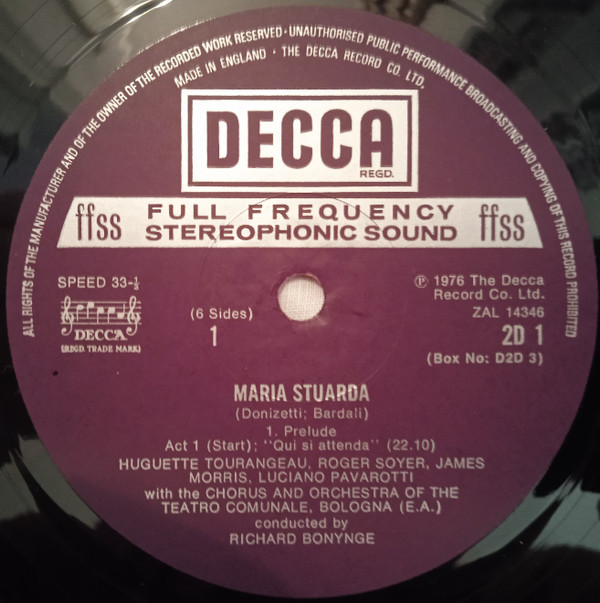 ALL RIGHTS OF THE MANUFACTURER AND OF THE OWNER OF THE RECORDED WORK RESERVED · UNAUTHORISED PUBLIC PERFORMANCE BROADCASTING AND COPYING OF THIS RECORD PROHIBITED
MADE IN ENGLAND · THE DECCA RECORD CO. LTD.
DECCA
REGD.
ffss FULL FREQUENCY STEREOPHONIC SOUND ffss
SPEED 33-⅓
DECCA
(REGD. TRADE MARK)
(6 Sides)
1
℗ 1976 The Decca
Record Co. Ltd.
ZAL 14346
2D 1
(Box No: D2D 3)
MARIA STUARDA
(Donizetti; Bardali)
1. Prelude
Act 1 (Start); "Qui si attenda" (22.10)
HUGUETTE TOURANGEAU, ROGER SOYER, JAMES
MORRIS, LUCIANO PAVAROTTI
with the CHORUS AND ORCHESTRA OF THE
TEATRO COMUNALE, BOLOGNA (E.A.)
conducted by
RICHARD BONYNGE